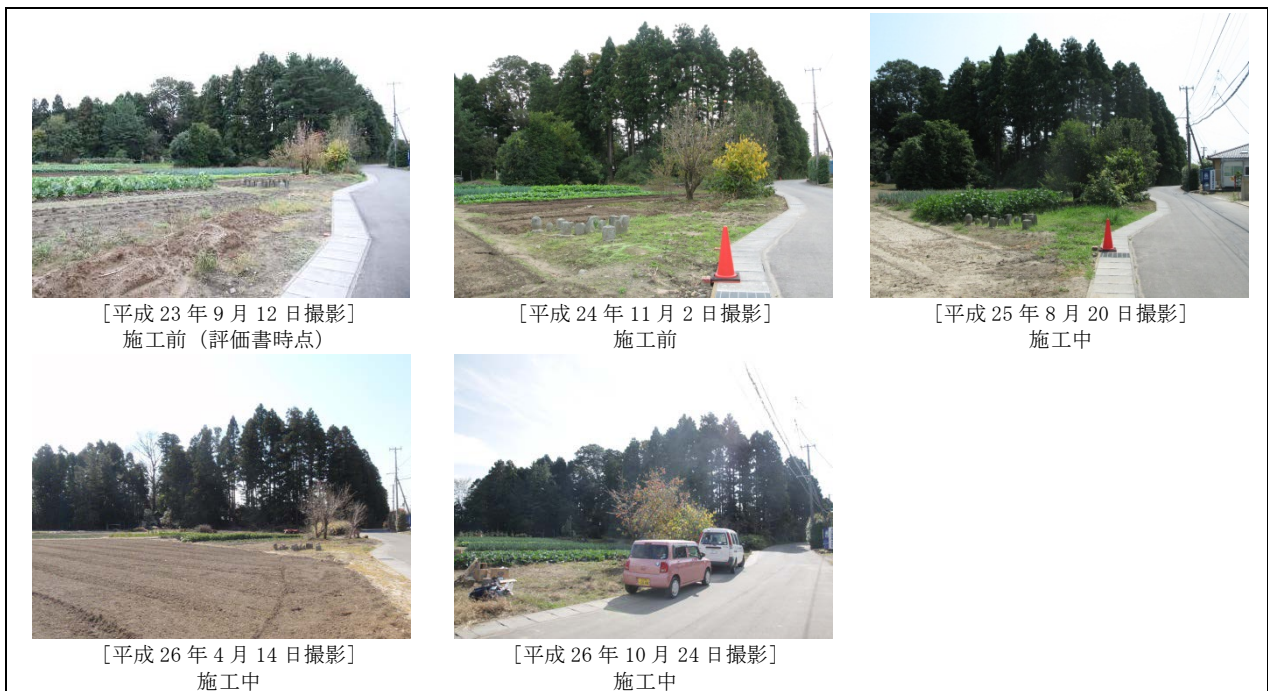 ［平成 23 年 9 月 12 日撮影］
施工前（評価書時点）
［平成 24 年 11 月 2 日撮影］
施工前
［平成 25 年 8 月 20 日撮影］
施工中
［平成 26 年 4 月 14 日撮影］
施工中
［平成 26 年 10 月 24 日撮影］
施工中